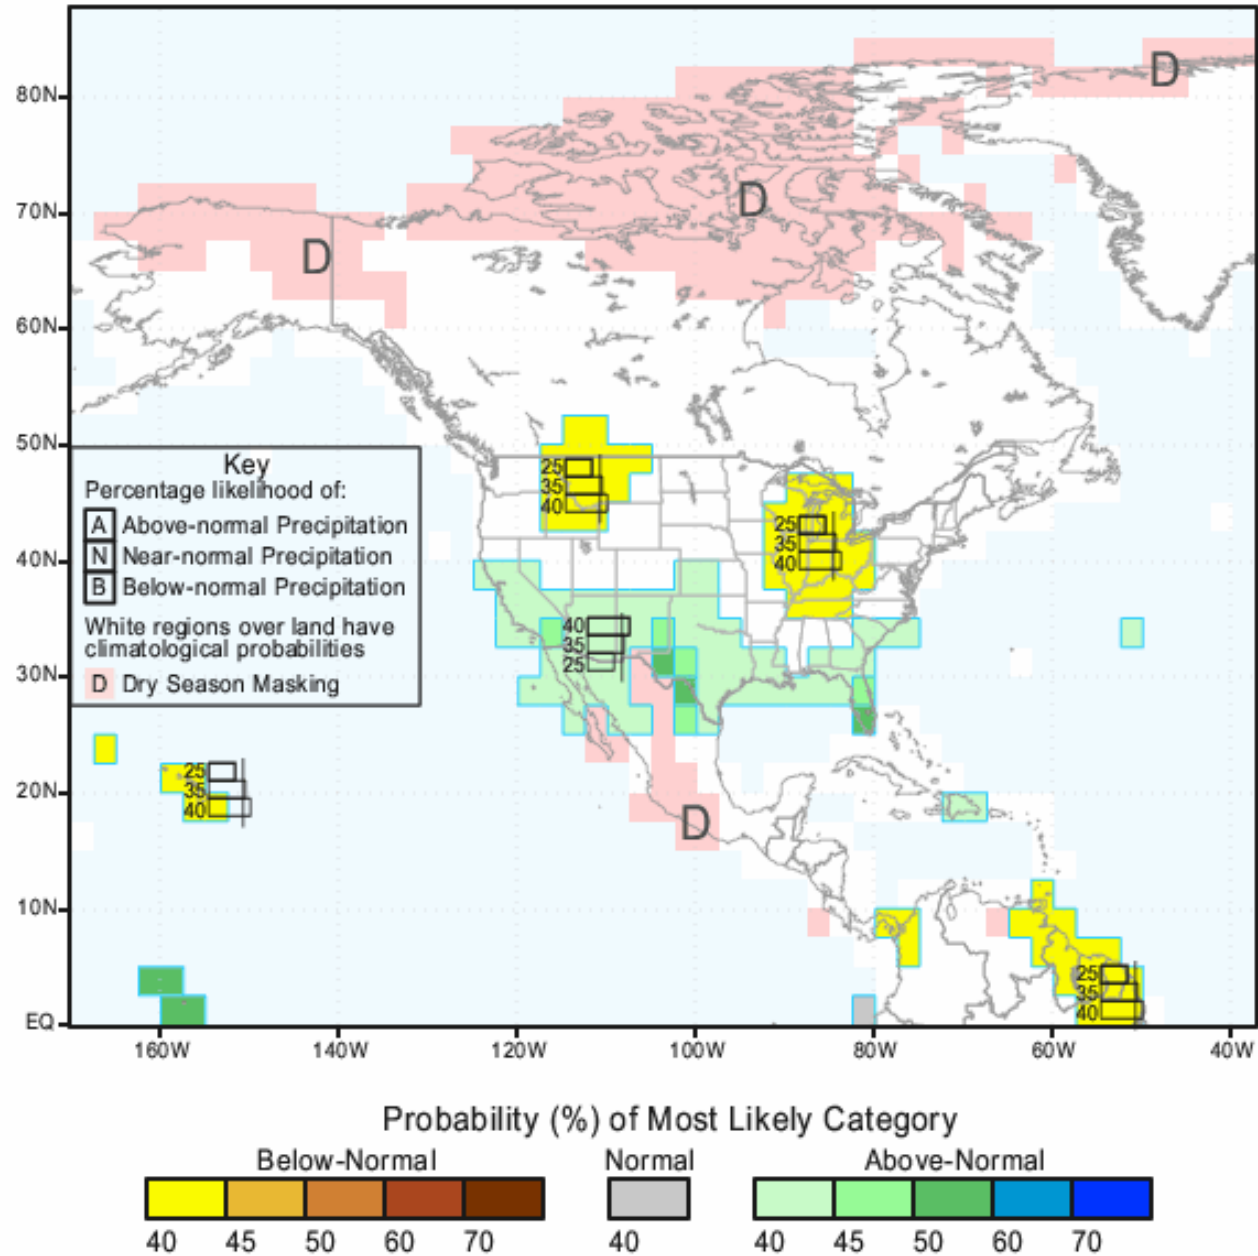 80N
D
70N
D
D
60N
50N
Key
Percentage likelihood of:
A Above-normal Precipitation
N Near-normal Precipitation
B Below-normal Precipitation
White regions over land have
climatological probabilities
D Dry Season Masking
25
35
40
25
35
40
40N
40
35
25
30N
25
35
40
20N
D
10N
25
35
40
EQ
160W 140W 120W 100W 80W 60W 40W
Probability (%) of Most Likely Category
Below-Normal Normal Above-Normal
40 45 50 60 70 40 40 45 50 60 70